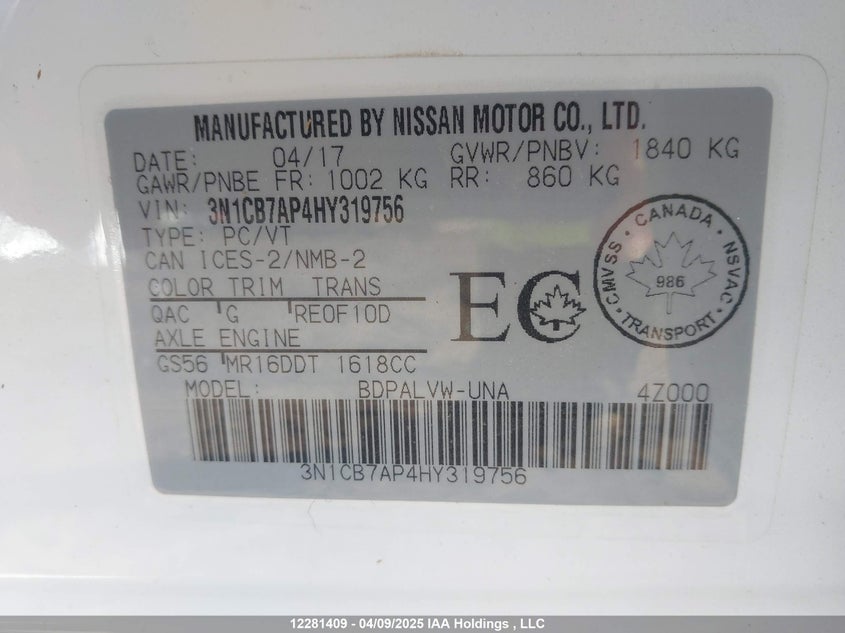 MANUFACTURED BY NISSAN MOTOR CO., LTD.
DATE: 04/17 GVWR/PNBV: 1840 KG
GAWR/PNBE FR: 1002 KG RR: 860 KG
VIN: 3N1CB7AP4HY319756
TYPE: PC/VT
CAN ICES-2/NMB-2
COLOR TRIM TRANS
QAC G RE0F10D
AXLE ENGINE
GS56 MR16DDT 1618CC
EC
CANADA
CMVSS NSVAC
986
TRANSPORT
MODEL: BDPALVW-UNA 4Z000
3N1CB7AP4HY319756
12281409 - 04/09/2025 IAA Holdings , LLC